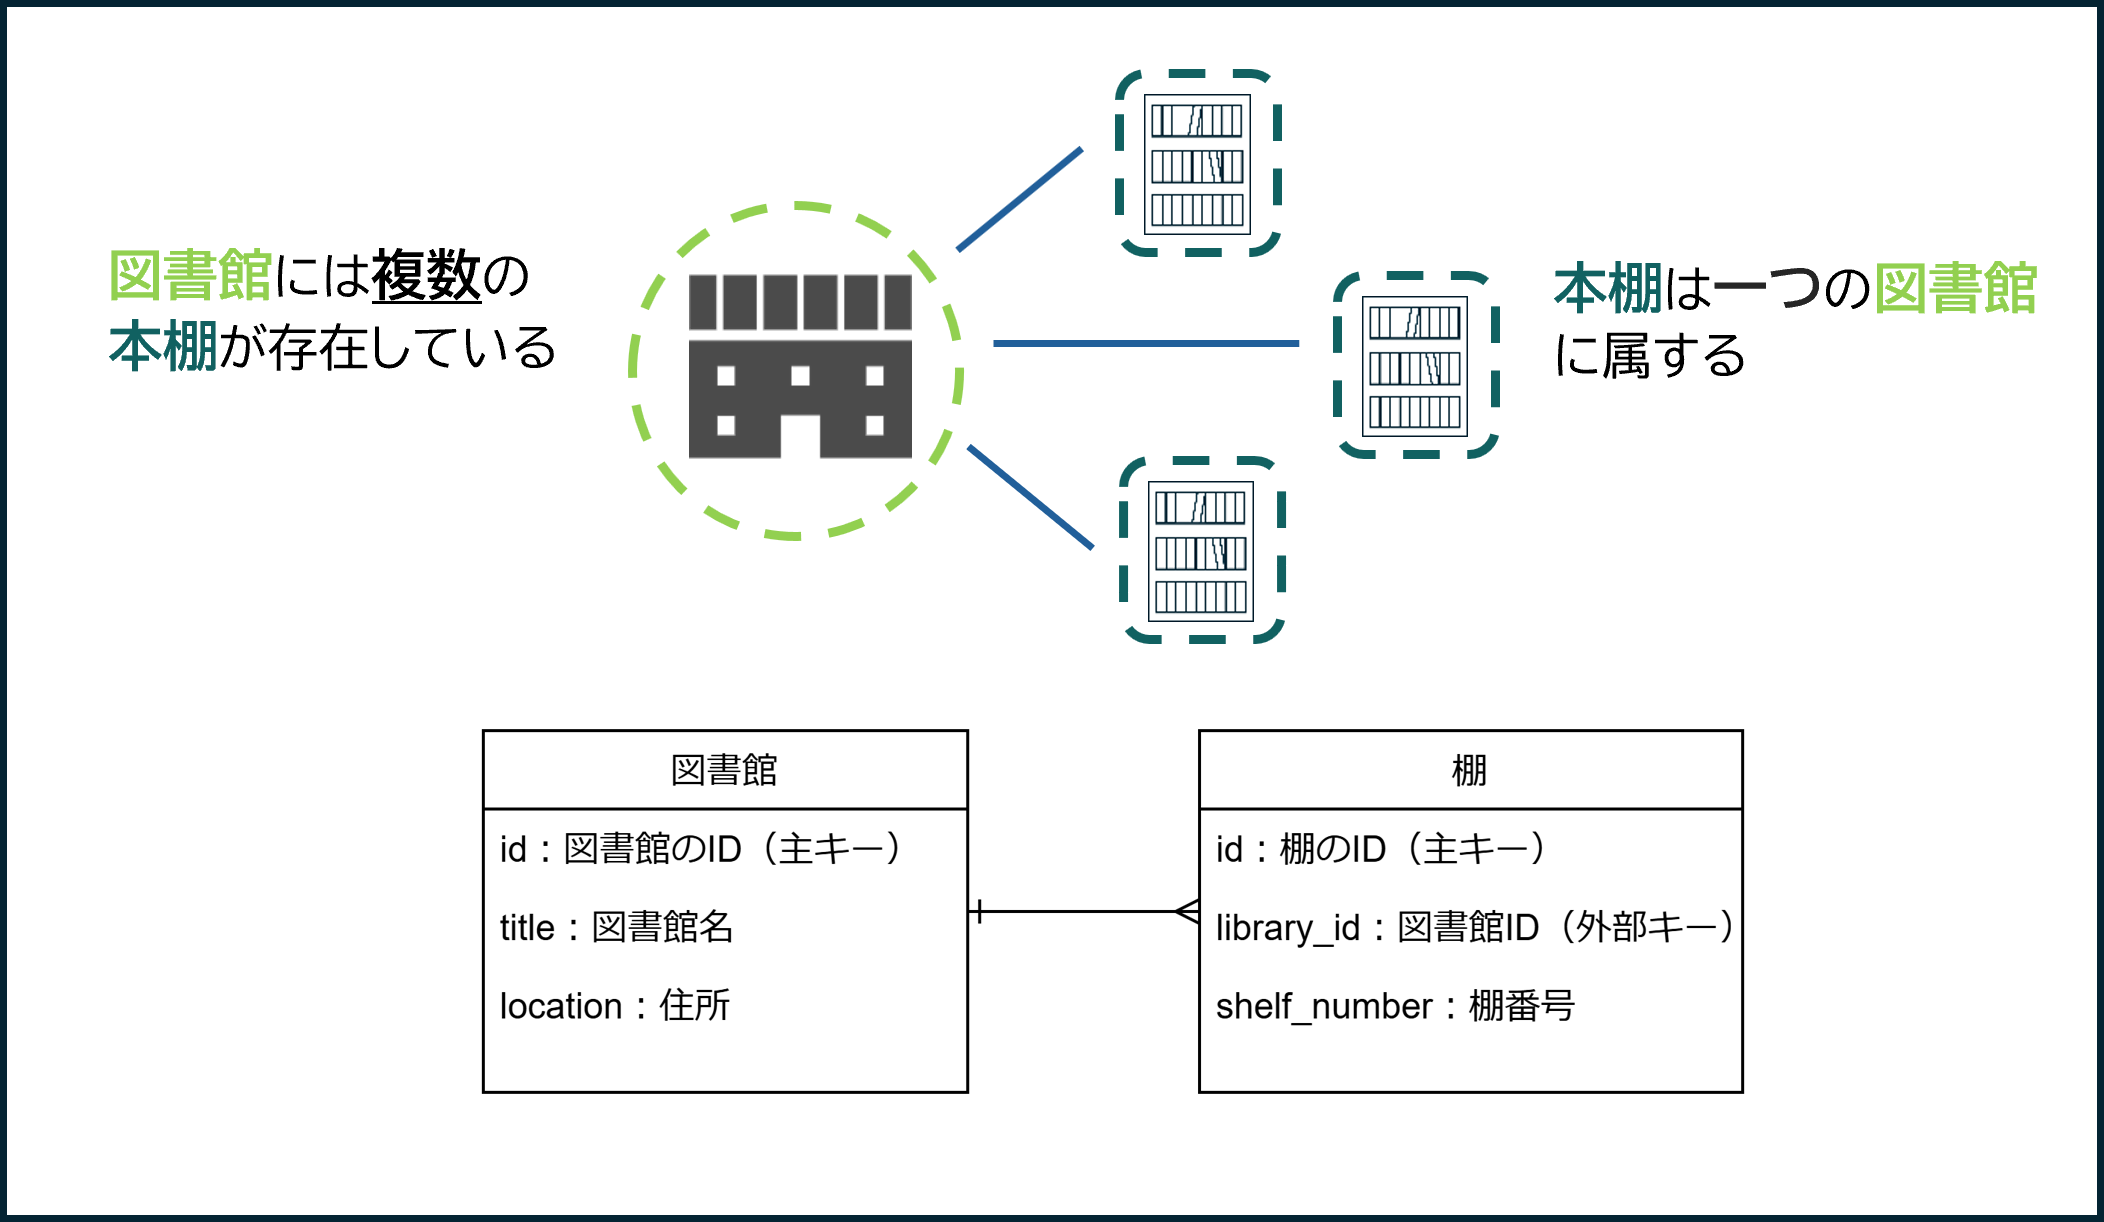 図書館には複数の
本棚が存在している
本棚は一つの図書館
に属する
図書館
id：図書館のID（主キー）
title：図書館名
location：住所
棚
id：棚のID（主キー）
library_id：図書館ID（外部キー）
shelf_number：棚番号